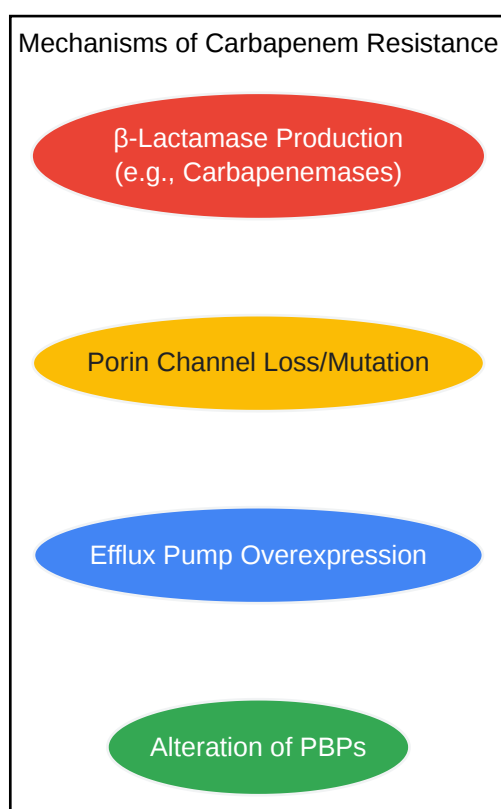 Mechanisms of Carbapenem Resistance
β-Lactamase Production
(e.g., Carbapenemases)
Porin Channel Loss/Mutation
Efflux Pump Overexpression
Alteration of PBPs